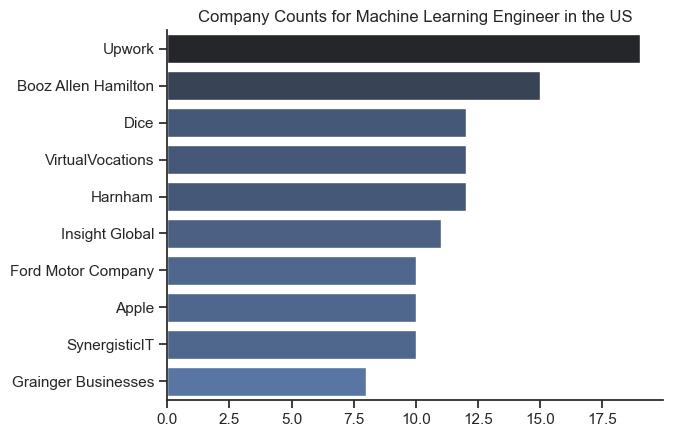 Company Counts for Machine Learning Engineer in the US
Upwork
Booz Allen Hamilton
Dice
VirtualVocations
Harnham
Insight Global
Ford Motor Company
Apple
SynergisticIT
Grainger Businesses
0.0 2.5 5.0 7.5 10.0 12.5 15.0 17.5